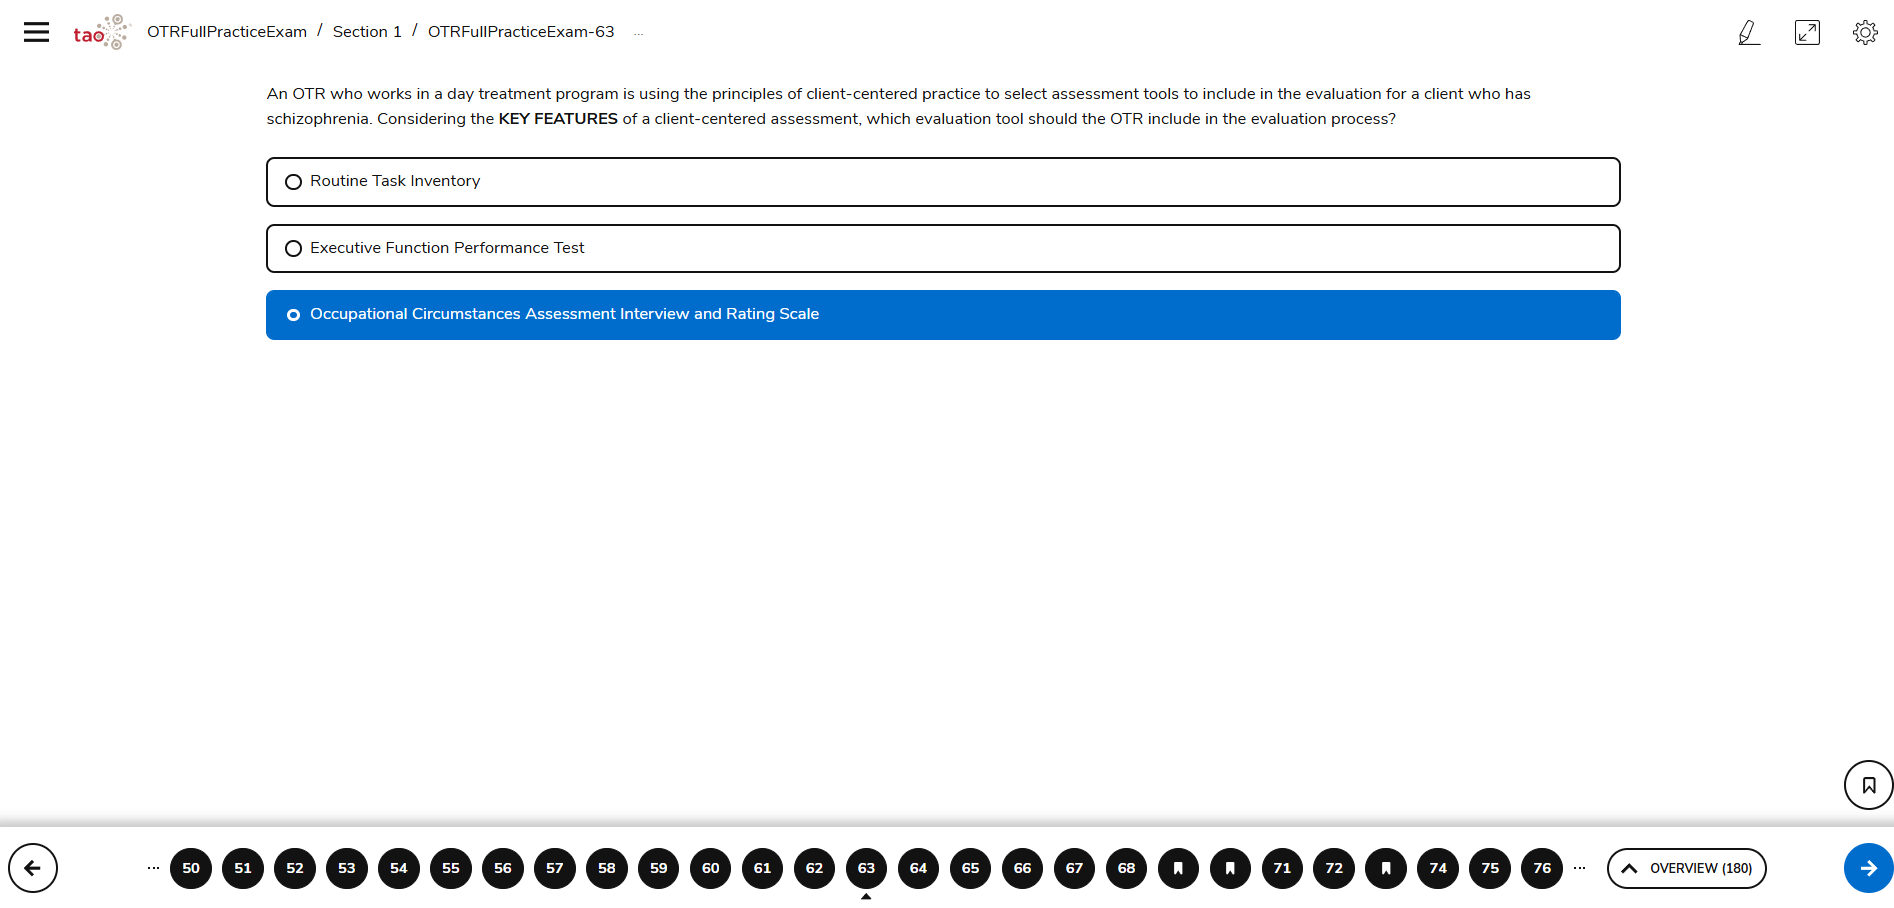 tao
OTRFullPracticeExam / Section 1 / OTRFullPracticeExam-63 ...
An OTR who works in a day treatment program is using the principles of client-centered practice to select assessment tools to include in the evaluation for a client who has
schizophrenia. Considering the KEY FEATURES of a client-centered assessment, which evaluation tool should the OTR include in the evaluation process?
Routine Task Inventory
Executive Function Performance Test
Occupational Circumstances Assessment Interview and Rating Scale
... 50 51 52 53 54 55 56 57 58 59 60 61 62 63 64 65 66 67 68 71 72 74 75 76 ... OVERVIEW (180)